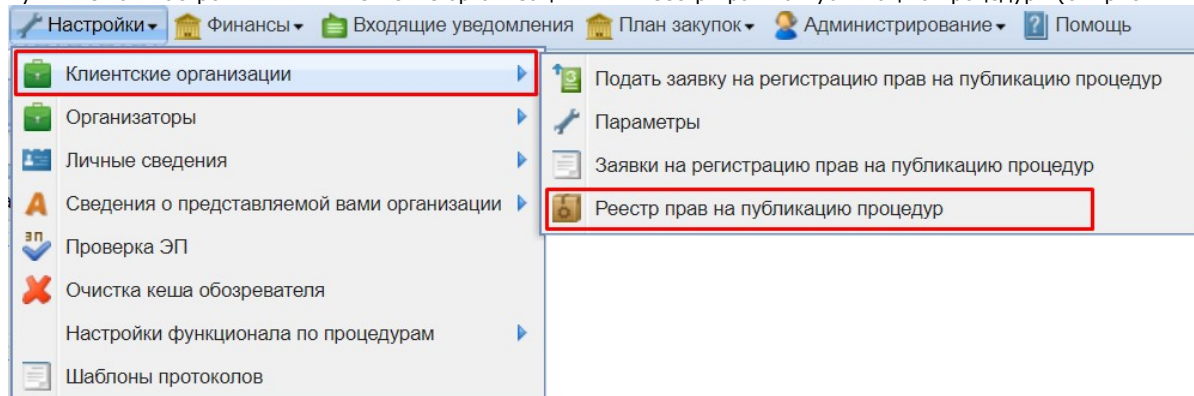 Настройки Финансы Входящие уведомления План закупок Администрирование Помощь
Клиентские организации
Организаторы
Личные сведения
Сведения о представляемой вами организации
ЭП Проверка ЭП
Очистка кеша обозревателя
Настройки функционала по процедурам
Шаблоны протоколов
Подать заявку на регистрацию прав на публикацию процедур
Параметры
Заявки на регистрацию прав на публикацию процедур
Реестр прав на публикацию процедур